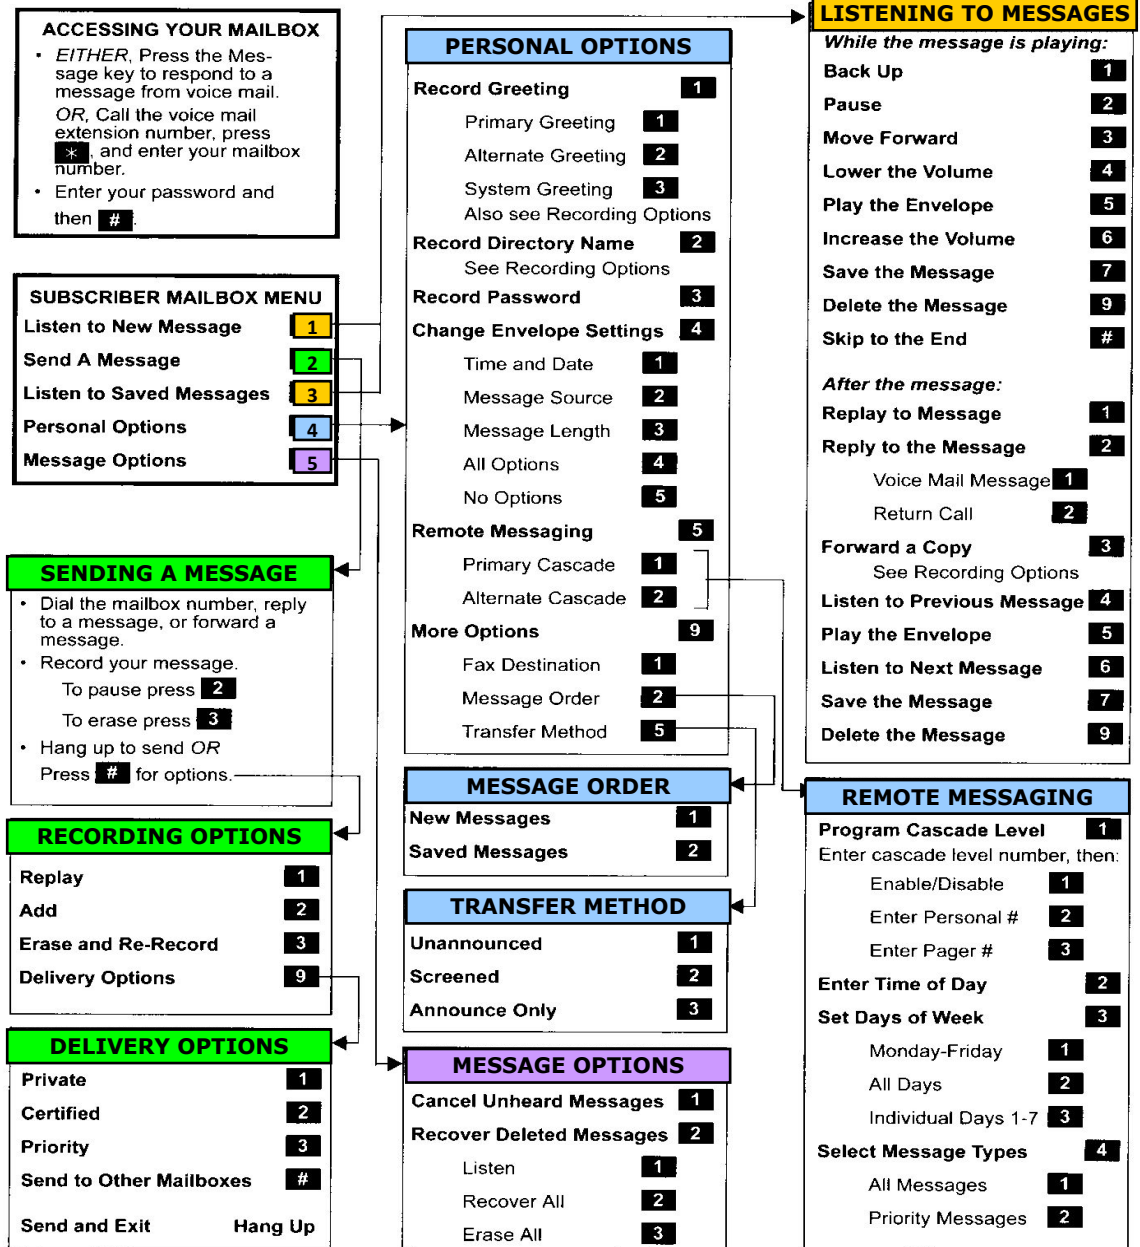 ACCESSING YOUR MAILBOX
• EITHER, Press the Mes-
sage key to respond to a
message from voice mail.
OR, Call the voice mail
extension number, press
*, and enter your mailbox
number.
• Enter your password and
then #.
SUBSCRIBER MAILBOX MENU
Listen to New Message 1
Send A Message 2
Listen to Saved Messages 3
Personal Options 4
Message Options 5
SENDING A MESSAGE
• Dial the mailbox number, reply
to a message, or forward a
message.
• Record your message.
To pause press 2
To erase press 3
• Hang up to send OR
Press # for options.
RECORDING OPTIONS
Replay 1
Add 2
Erase and Re-Record 3
Delivery Options 9
DELIVERY OPTIONS
Private 1
Certified 2
Priority 3
Send to Other Mailboxes #
Send and Exit Hang Up
PERSONAL OPTIONS
Record Greeting 1
Primary Greeting 1
Alternate Greeting 2
System Greeting 3
Also see Recording Options
Record Directory Name 2
See Recording Options
Record Password 3
Change Envelope Settings 4
Time and Date 1
Message Source 2
Message Length 3
All Options 4
No Options 5
Remote Messaging 5
Primary Cascade 1
Alternate Cascade 2
More Options 9
Fax Destination 1
Message Order 2
Transfer Method 5
MESSAGE ORDER
New Messages 1
Saved Messages 2
TRANSFER METHOD
Unannounced 1
Screened 2
Announce Only 3
MESSAGE OPTIONS
Cancel Unheard Messages 1
Recover Deleted Messages 2
Listen 1
Recover All 2
Erase All 3
LISTENING TO MESSAGES
While the message is playing:
Back Up 1
Pause 2
Move Forward 3
Lower the Volume 4
Play the Envelope 5
Increase the Volume 6
Save the Message 7
Delete the Message 9
Skip to the End #
After the message:
Replay to Message 1
Reply to the Message 2
Voice Mail Message 1
Return Call 2
Forward a Copy 3
See Recording Options
Listen to Previous Message 4
Play the Envelope 5
Listen to Next Message 6
Save the Message 7
Delete the Message 9
REMOTE MESSAGING
Program Cascade Level 1
Enter cascade level number, then:
Enable/Disable 1
Enter Personal # 2
Enter Pager # 3
Enter Time of Day 2
Set Days of Week 3
Monday-Friday 1
All Days 2
Individual Days 1-7 3
Select Message Types 4
All Messages 1
Priority Messages 2